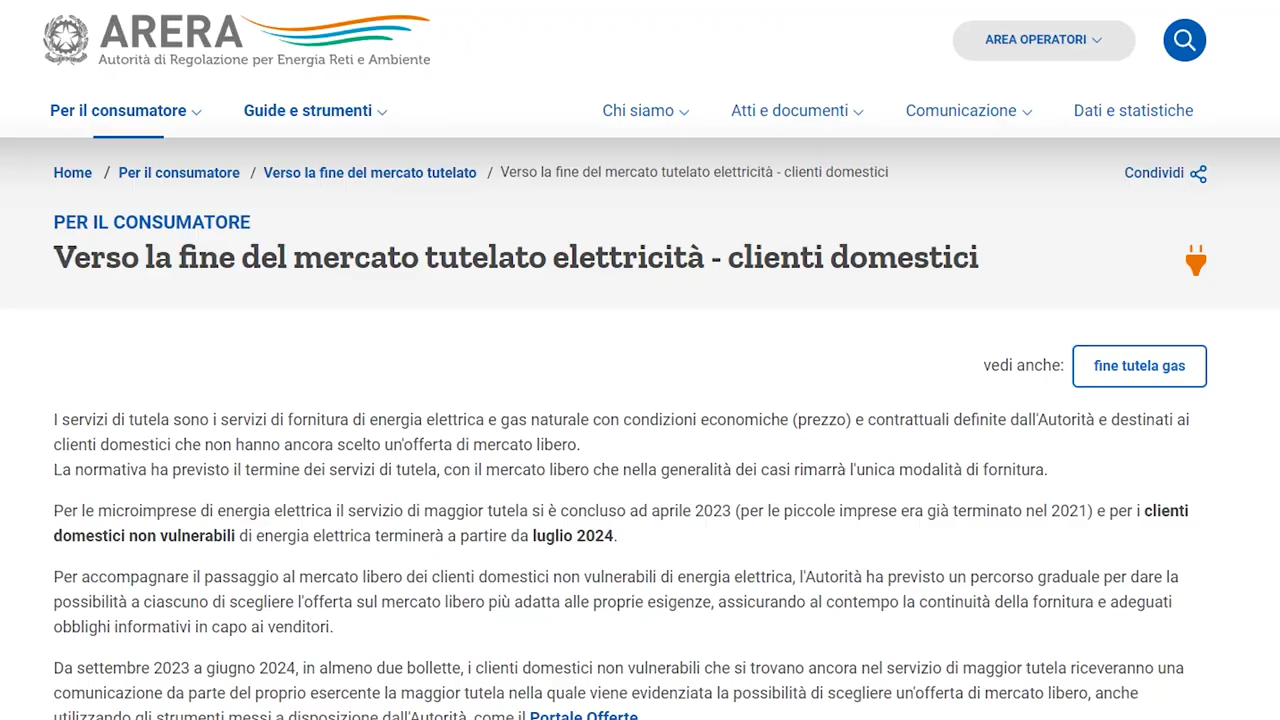 ARERA
Autorità di Regolazione per Energia Reti e Ambiente
AREA OPERATORI
Per il consumatore
Guide e strumenti
Chi siamo
Atti e documenti
Comunicazione
Dati e statistiche
Home / Per il consumatore / Verso la fine del mercato tutelato / Verso la fine del mercato tutelato elettricità - clienti domestici
Condividi
PER IL CONSUMATORE
Verso la fine del mercato tutelato elettricità - clienti domestici
vedi anche: fine tutela gas
I servizi di tutela sono i servizi di fornitura di energia elettrica e gas naturale con condizioni economiche (prezzo) e contrattuali definite dall'Autorità e destinati ai
clienti domestici che non hanno ancora scelto un'offerta di mercato libero.
La normativa ha previsto il termine dei servizi di tutela, con il mercato libero che nella generalità dei casi rimarrà l'unica modalità di fornitura.
Per le microimprese di energia elettrica il servizio di maggior tutela si è concluso ad aprile 2023 (per le piccole imprese era già terminato nel 2021) e per i clienti
domestici non vulnerabili di energia elettrica terminerà a partire da luglio 2024.
Per accompagnare il passaggio al mercato libero dei clienti domestici non vulnerabili di energia elettrica, l'Autorità ha previsto un percorso graduale per dare la
possibilità a ciascuno di scegliere l'offerta sul mercato libero più adatta alle proprie esigenze, assicurando al contempo la continuità della fornitura e adeguati
obblighi informativi in capo ai venditori.
Da settembre 2023 a giugno 2024, in almeno due bollette, i clienti domestici non vulnerabili che si trovano ancora nel servizio di maggior tutela riceveranno una
comunicazione da parte del proprio esercente la maggior tutela nella quale viene evidenziata la possibilità di scegliere un'offerta di mercato libero, anche
utilizzando gli strumenti messi a disposizione dall'Autorità, come il Portale Offerte.